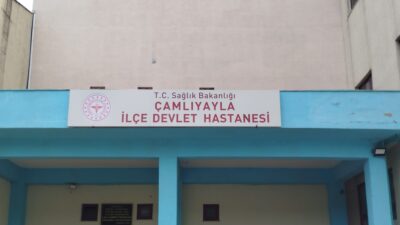 T.C. Sağlık Bakanlığı
ÇAMLIYAYLA
İLÇE DEVLET HASTANESİ